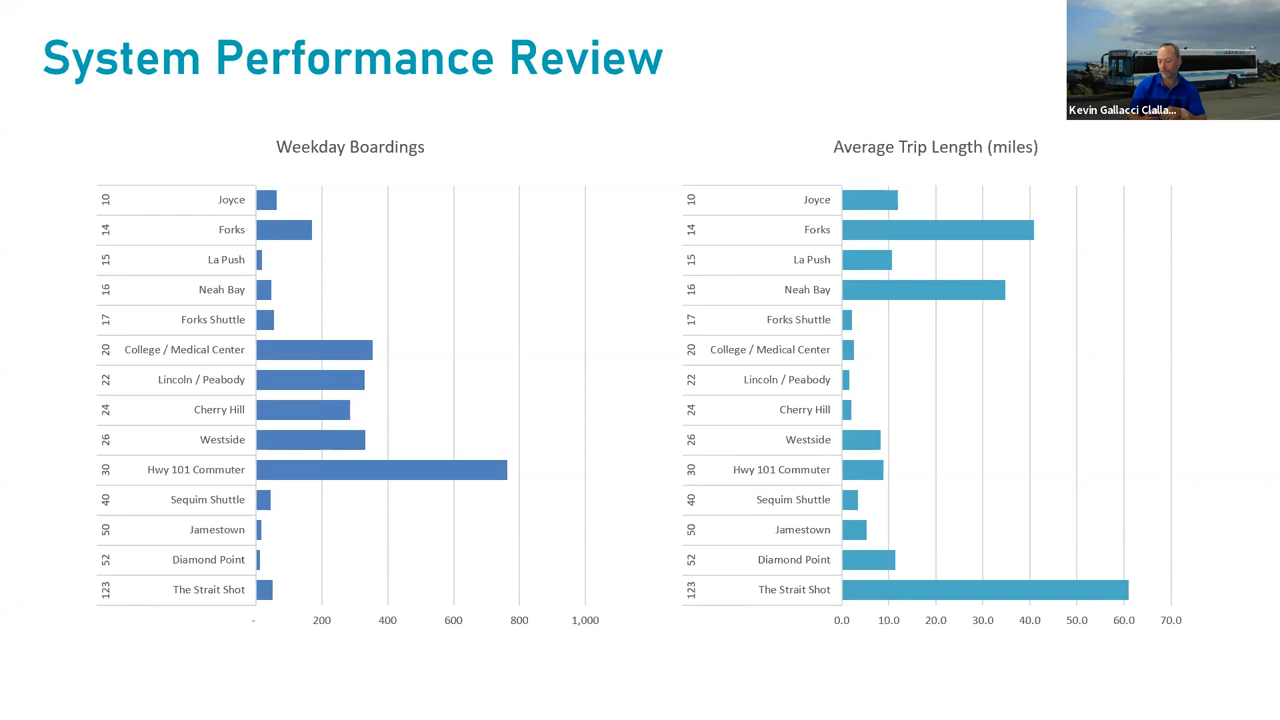 System Performance Review
Kevin Gallacci Clalla...
Weekday Boardings
10 Joyce
14 Forks
15 La Push
16 Neah Bay
17 Forks Shuttle
20 College / Medical Center
22 Lincoln / Peabody
24 Cherry Hill
26 Westside
30 Hwy 101 Commuter
40 Sequim Shuttle
50 Jamestown
52 Diamond Point
123 The Strait Shot
- 200 400 600 800 1,000
Average Trip Length (miles)
10 Joyce
14 Forks
15 La Push
16 Neah Bay
17 Forks Shuttle
20 College / Medical Center
22 Lincoln / Peabody
24 Cherry Hill
26 Westside
30 Hwy 101 Commuter
40 Sequim Shuttle
50 Jamestown
52 Diamond Point
123 The Strait Shot
0.0 10.0 20.0 30.0 40.0 50.0 60.0 70.0